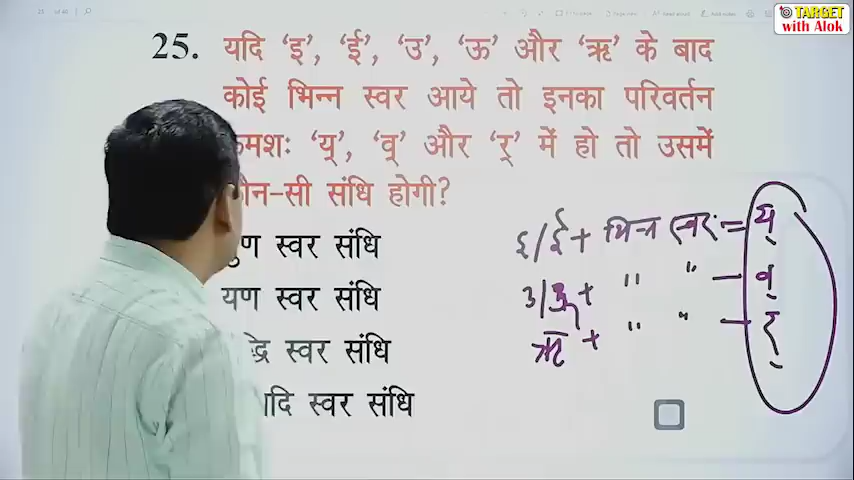 TARGET
with Alok
25. यदि ‘इ’, ‘ई’, ‘उ’, ‘ऊ’ और ‘ऋ’ के बाद
कोई भिन्न स्वर आये तो इनका परिवर्तन
क्रमशः ‘य्’, ‘व्’ और ‘र्’ में हो तो उसमें
कौन-सी संधि होगी?
गुण स्वर संधि
यण स्वर संधि
द्धि स्वर संधि
दि स्वर संधि
इ/ई + भिन्न स्वर = य्
उ/ऊ + " " — व्
ऋ + " " — र्